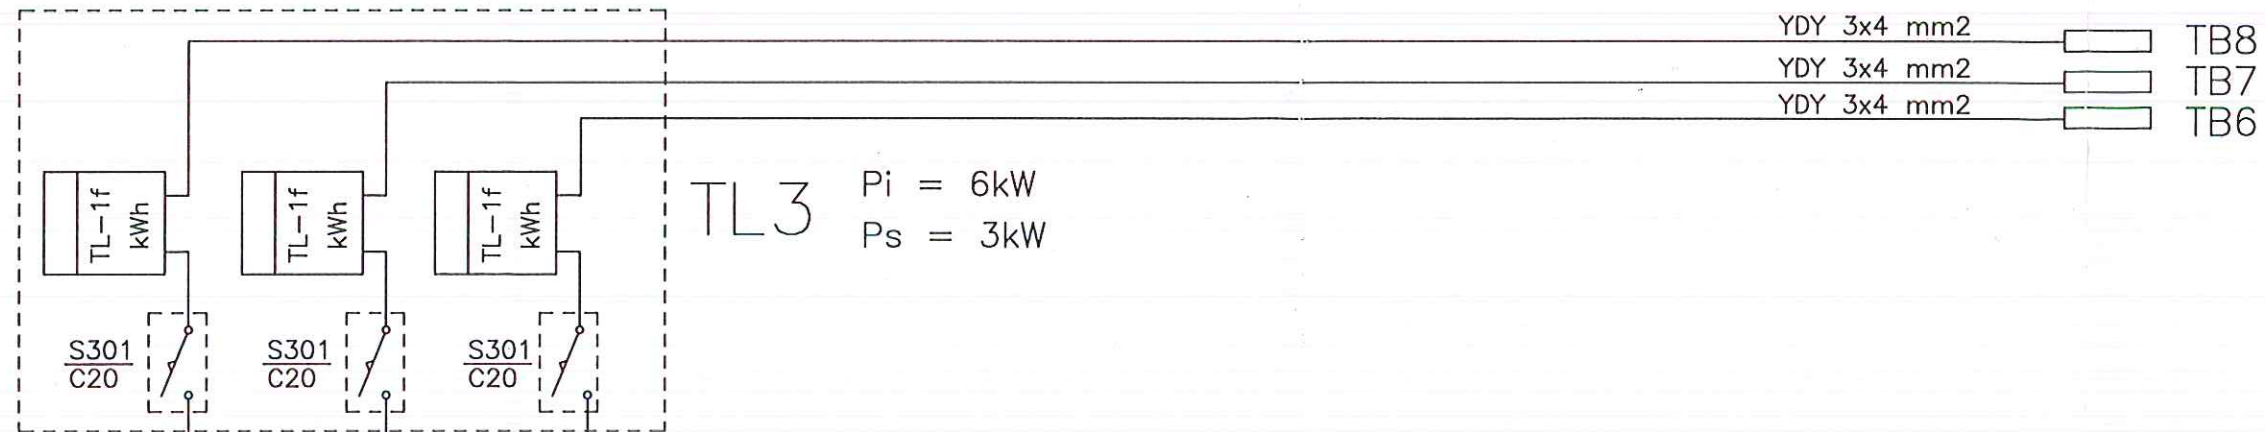 YDY 3x4 mm2 TB8
YDY 3x4 mm2 TB7
YDY 3x4 mm2 TB6
TL-1f
kWh
TL-1f
kWh
TL-1f
kWh
TL3
Pi = 6kW
Ps = 3kW
S301
C20
S301
C20
S301
C20